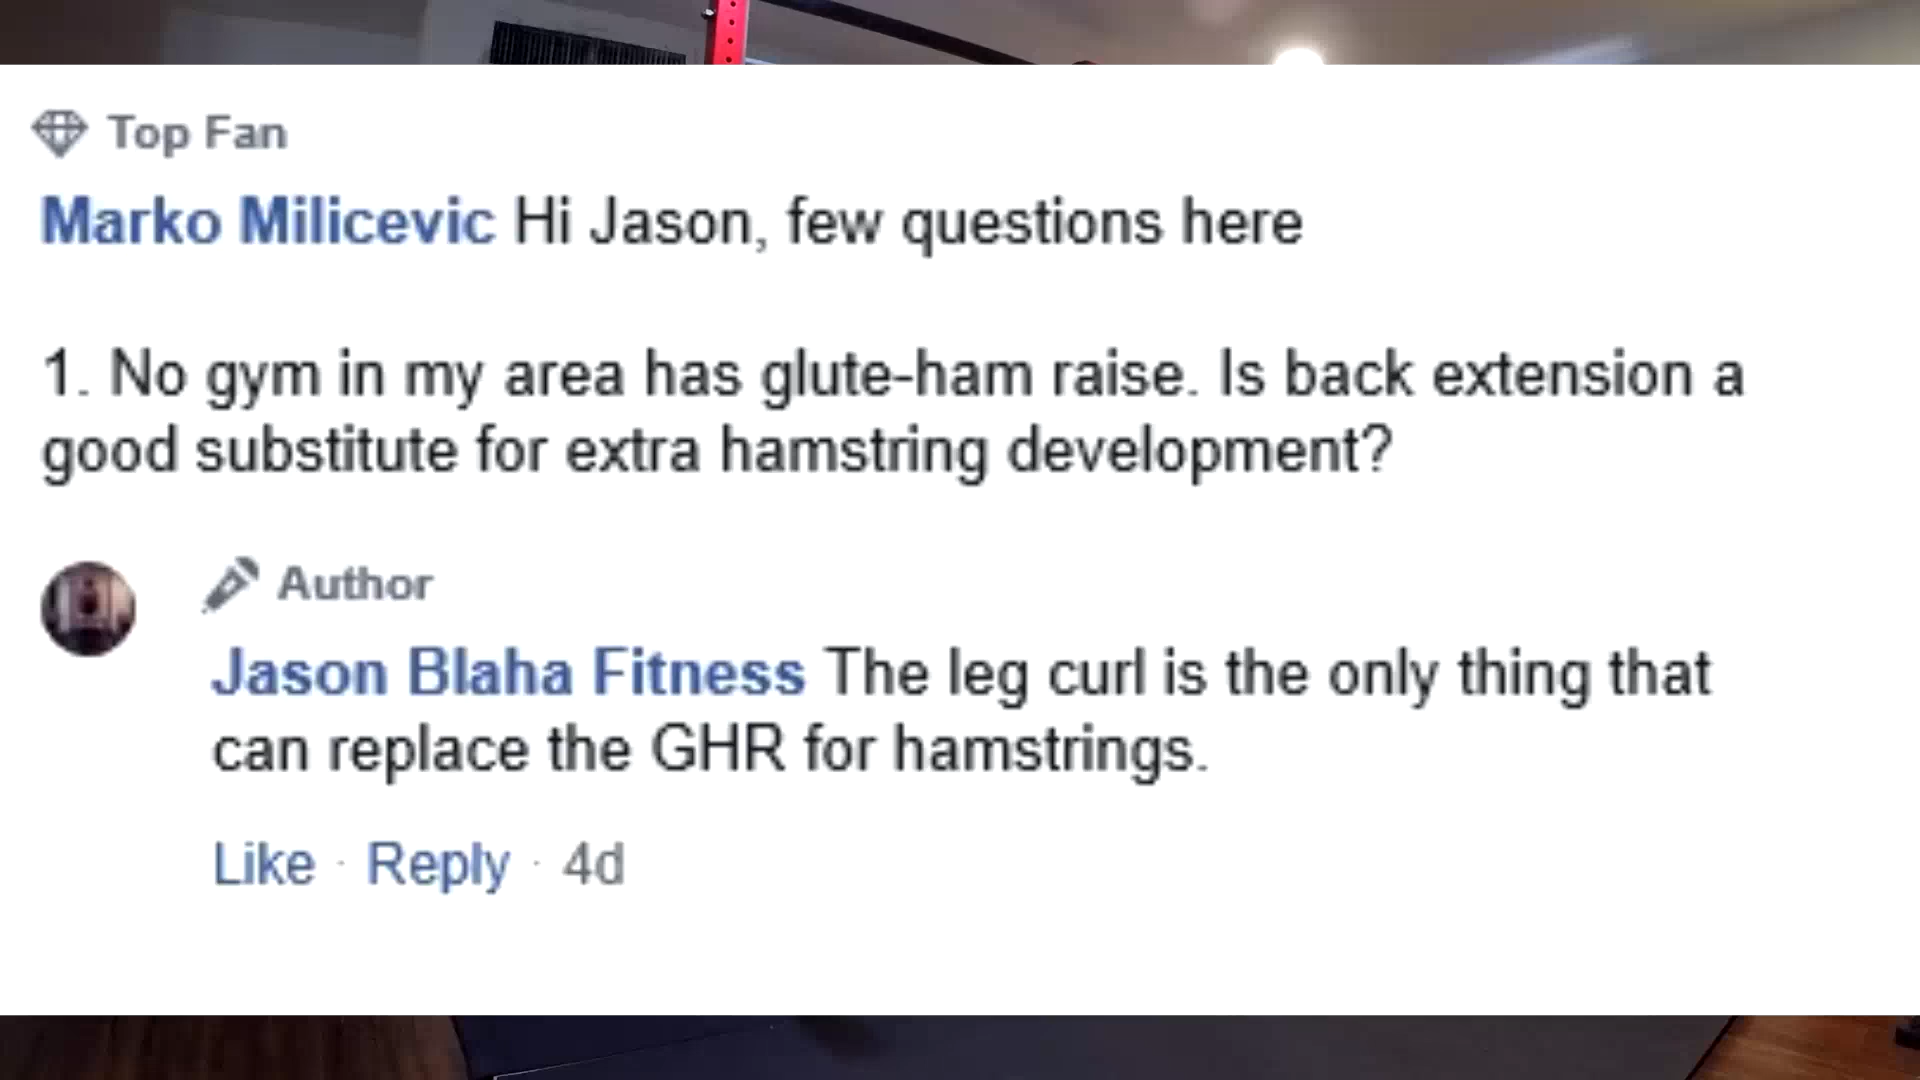 Top Fan
Marko Milicevic Hi Jason, few questions here
1. No gym in my area has glute-ham raise. Is back extension a
good substitute for extra hamstring development?
Author
Jason Blaha Fitness The leg curl is the only thing that
can replace the GHR for hamstrings.
Like · Reply · 4d